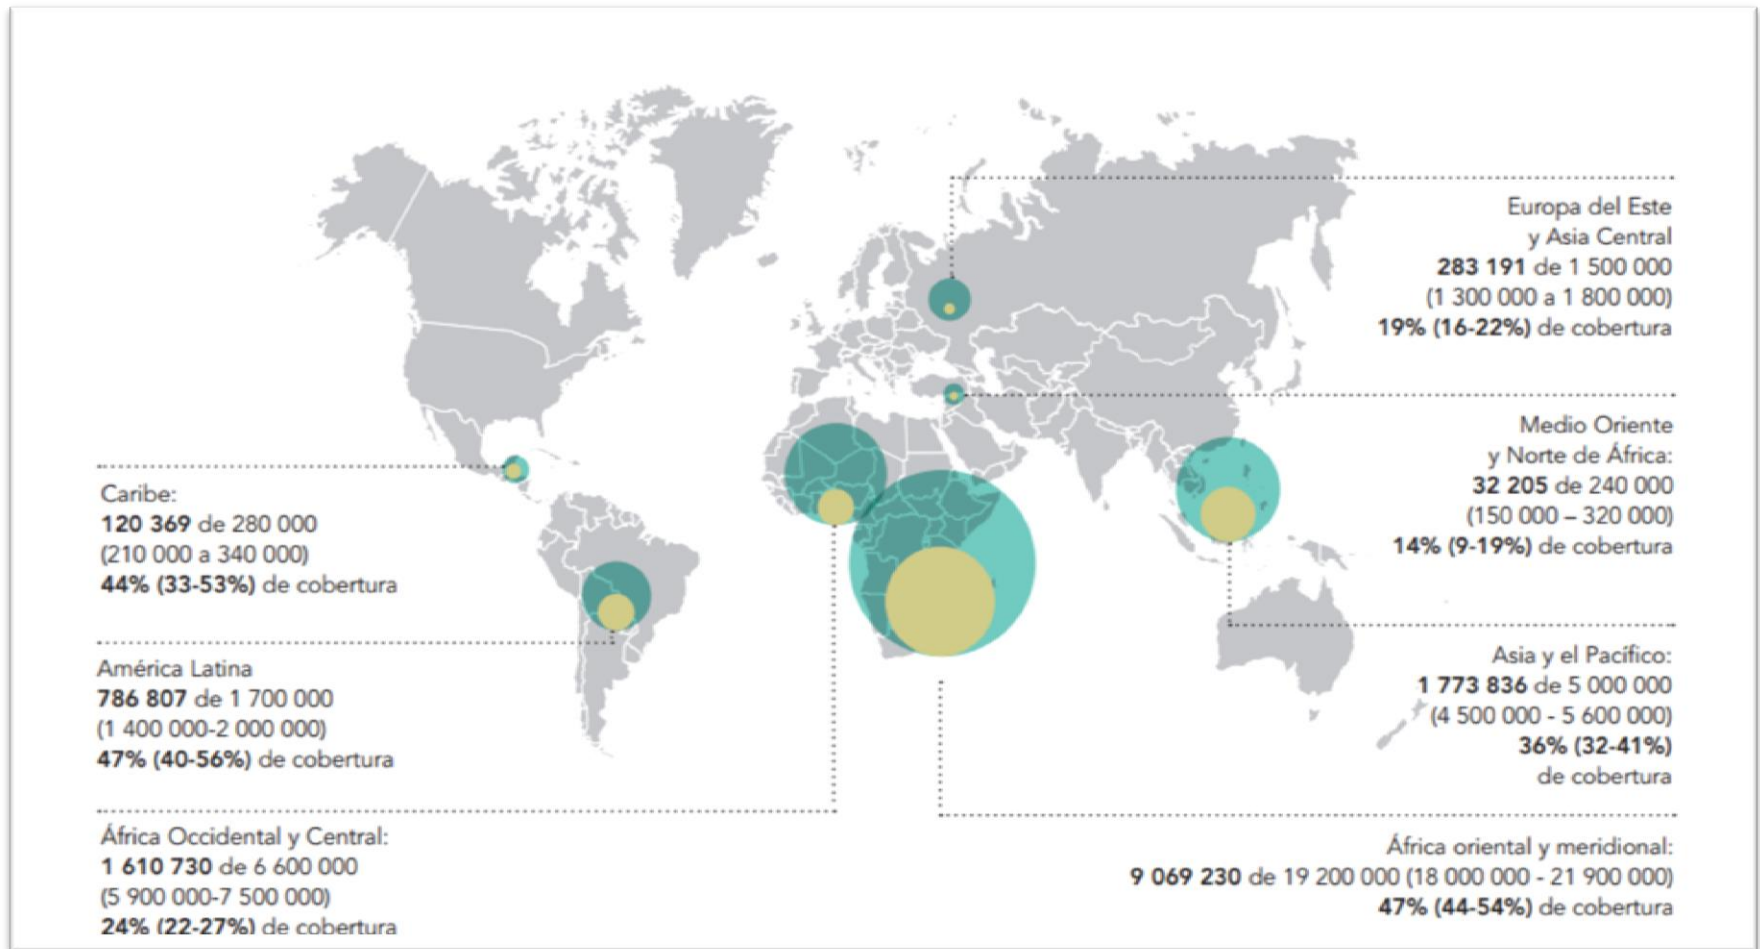 Europa del Este
y Asia Central
283 191 de 1 500 000
(1 300 000 a 1 800 000)
19% (16-22%) de cobertura
Medio Oriente
y Norte de África:
32 205 de 240 000
(150 000 – 320 000)
14% (9-19%) de cobertura
Caribe:
120 369 de 280 000
(210 000 a 340 000)
44% (33-53%) de cobertura
América Latina
786 807 de 1 700 000
(1 400 000-2 000 000)
47% (40-56%) de cobertura
Asia y el Pacífico:
1 773 836 de 5 000 000
(4 500 000 - 5 600 000)
36% (32-41%)
de cobertura
África Occidental y Central:
1 610 730 de 6 600 000
(5 900 000-7 500 000)
24% (22-27%) de cobertura
África oriental y meridional:
9 069 230 de 19 200 000 (18 000 000 - 21 900 000)
47% (44-54%) de cobertura